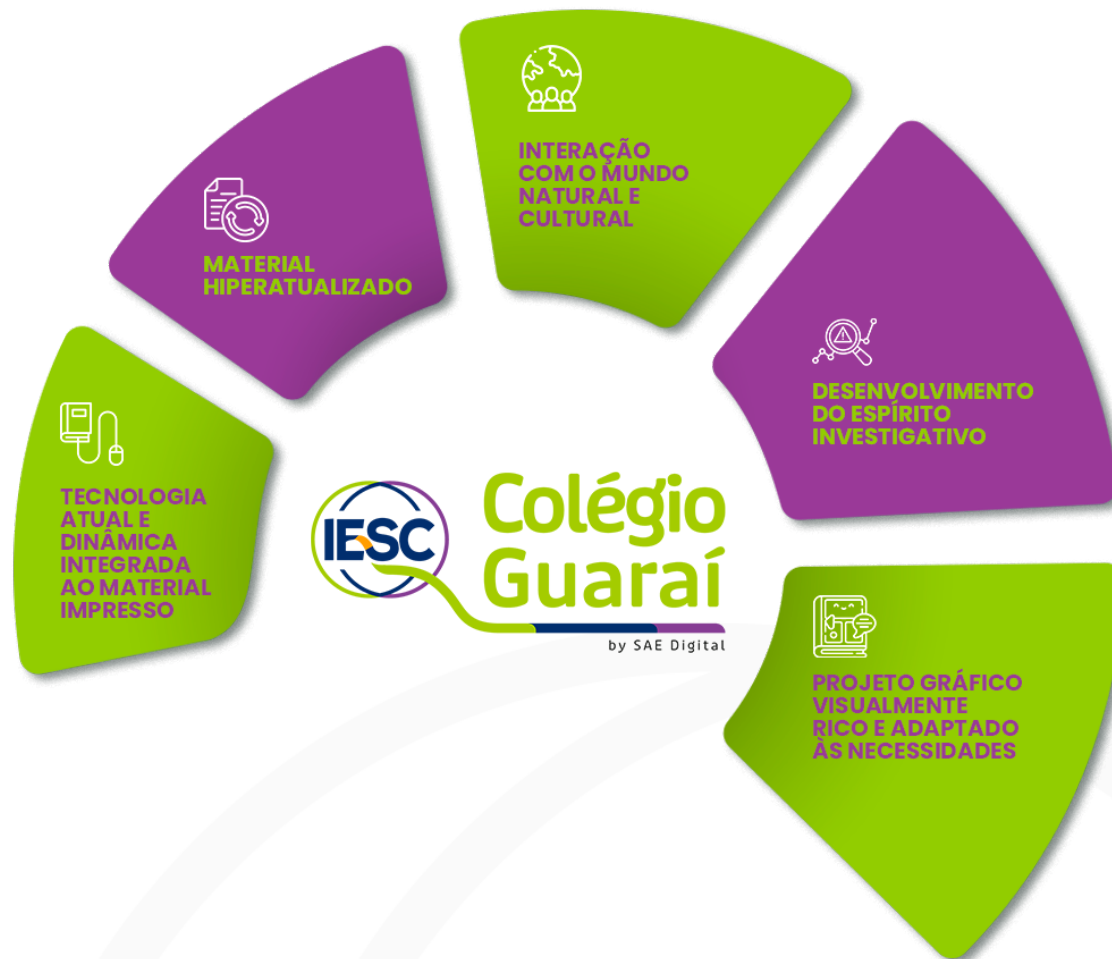 INTERAÇÃO
COM O MUNDO
NATURAL E
CULTURAL
MATERIAL
HIPERATUALIZADO
DESENVOLVIMENTO
DO ESPÍRITO
INVESTIGATIVO
TECNOLOGIA
ATUAL E
DINÂMICA
INTEGRADA
AO MATERIAL
IMPRESSO
IESC
Colégio
Guaraí
by SAE Digital
PROJETO GRÁFICO
VISUALMENTE
RICO E ADAPTADO
ÀS NECESSIDADES